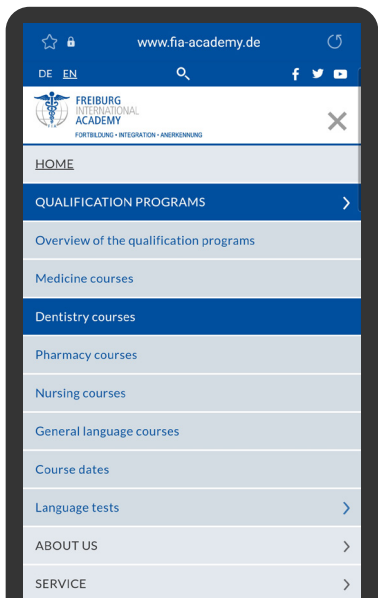 www.fia-academy.de
DE EN
FREIBURG
INTERNATIONAL
ACADEMY
FORTBILDUNG • INTEGRATION • ANERKENNUNG
HOME
QUALIFICATION PROGRAMS
Overview of the qualification programs
Medicine courses
Dentistry courses
Pharmacy courses
Nursing courses
General language courses
Course dates
Language tests
ABOUT US
SERVICE